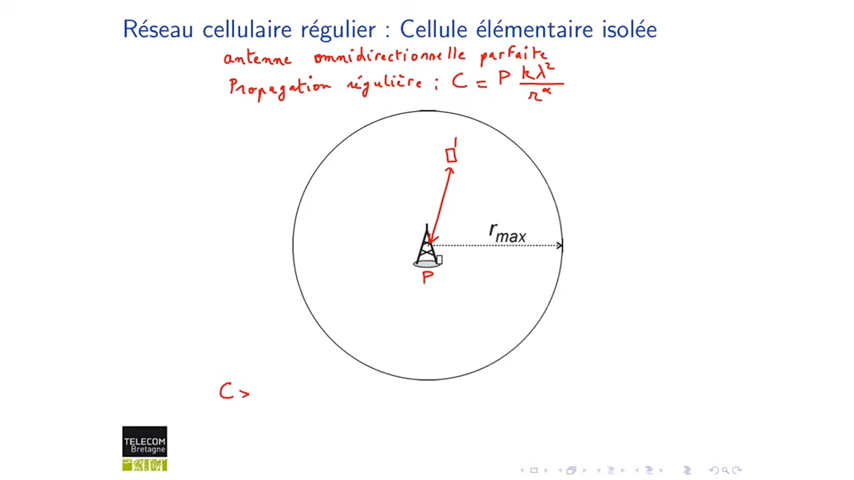 Réseau cellulaire régulier : Cellule élémentaire isolée
antenne omnidirectionnelle parfaite
Propagation régulière : C = P kλ²/r^α
r_max
P
C >
TELECOM
Bretagne